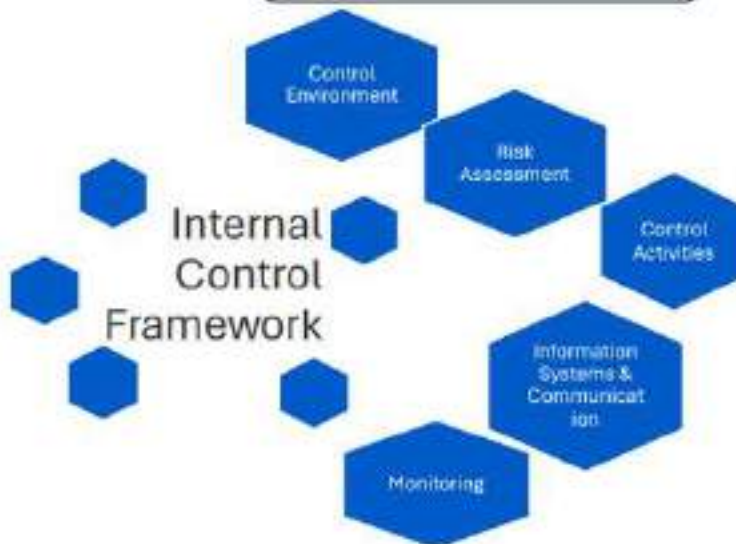 Control
Environment
Risk
Assessment
Internal
Control
Framework
Control
Activities
Information
Systems &
Communicat
ion
Monitoring